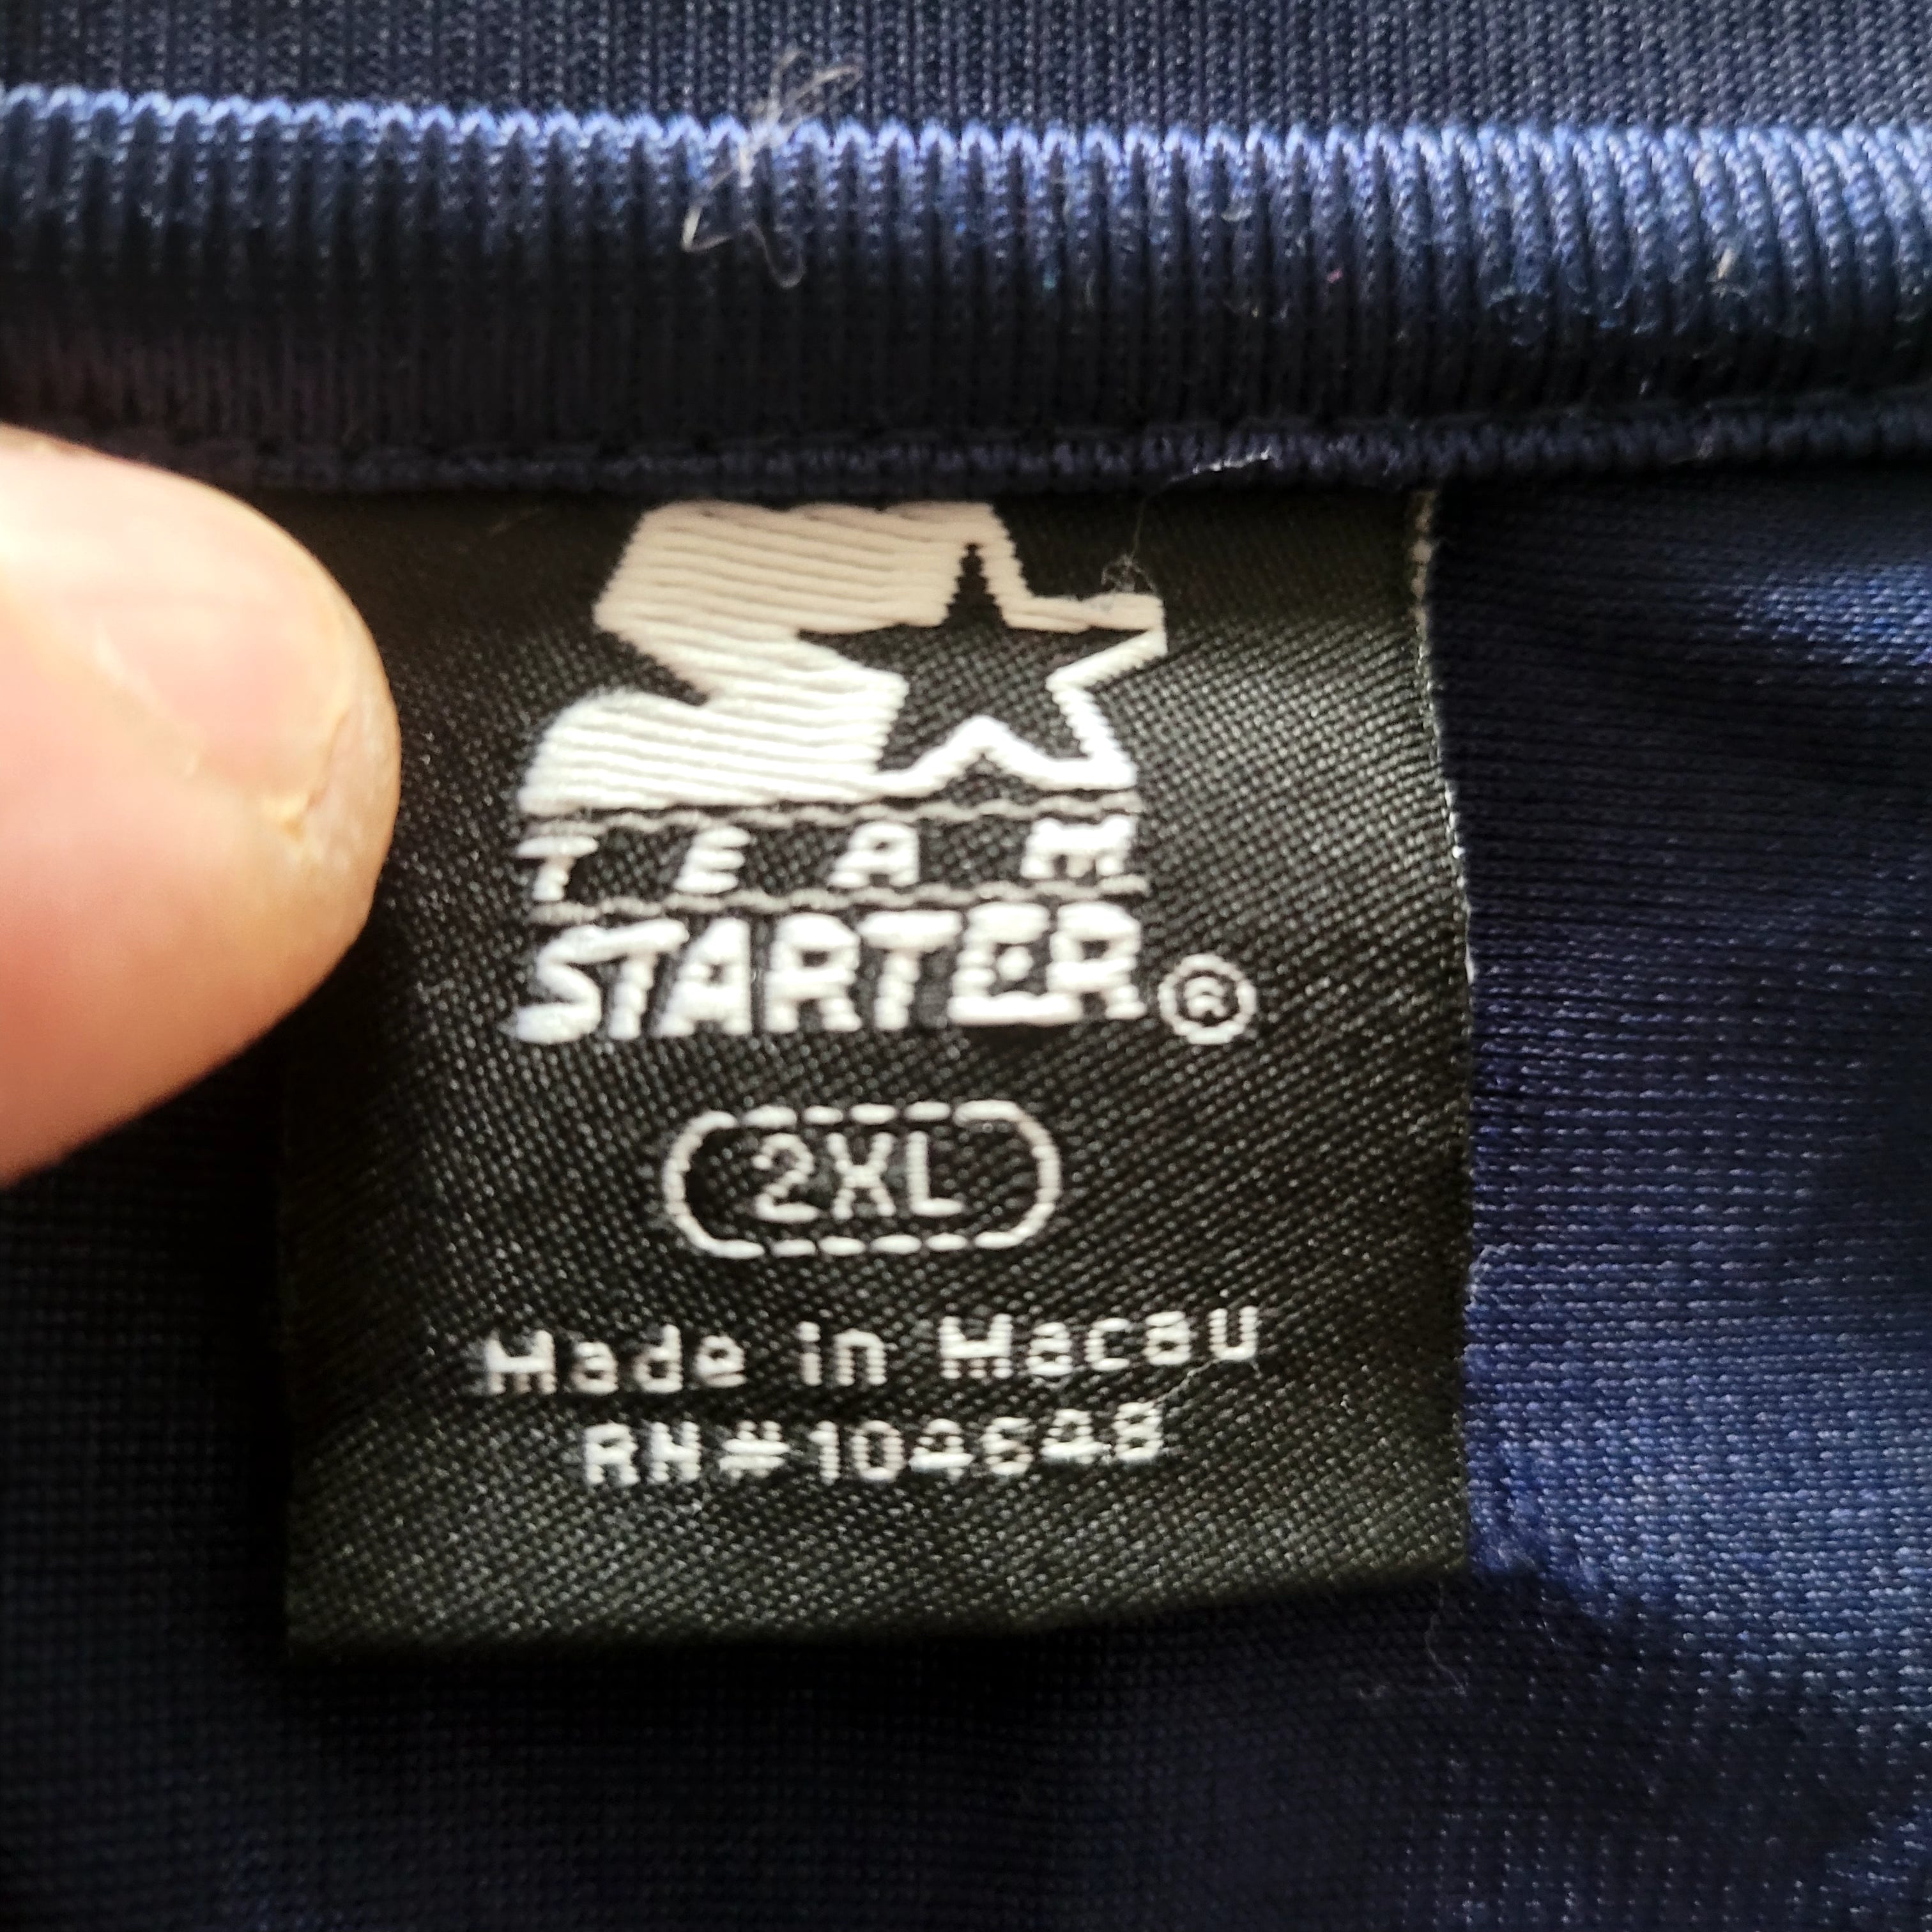 TEAM
STARTER®
2XL
Made in Macau
RN#104648